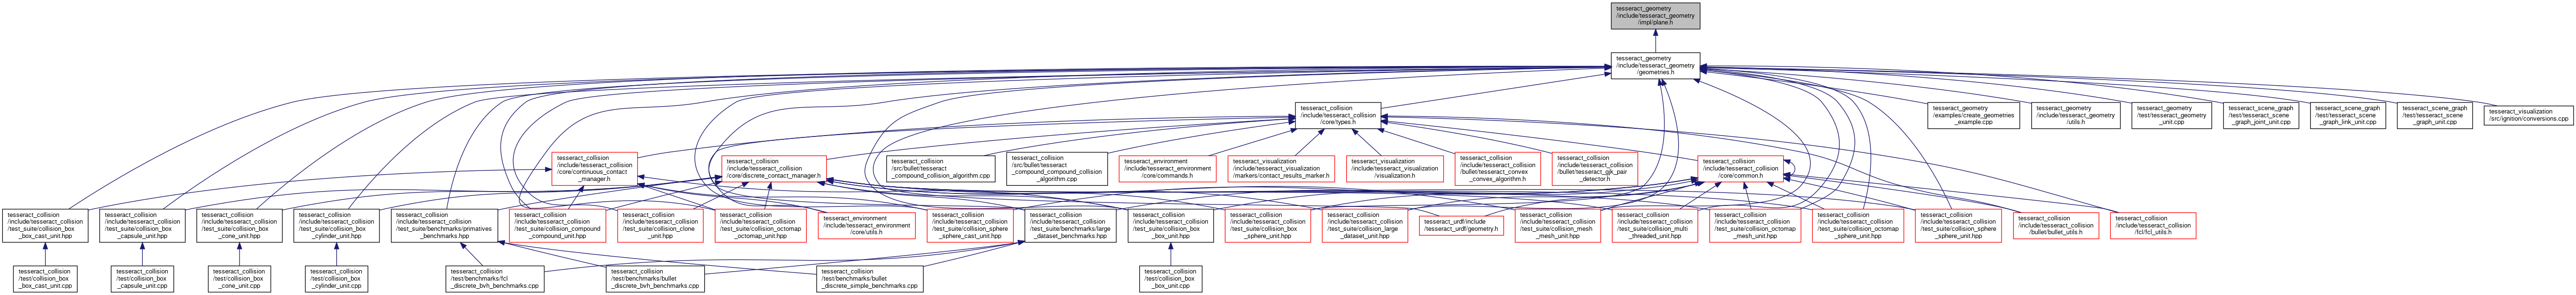 tesseract_geometry
/include/tesseract_geometry
/impl/plane.h
tesseract_geometry
/include/tesseract_geometry
/geometries.h
tesseract_collision
/include/tesseract_collision
/core/types.h
tesseract_geometry
/examples/create_geometries
_example.cpp
tesseract_geometry
/include/tesseract_geometry
/utils.h
tesseract_geometry
/test/tesseract_geometry
_unit.cpp
tesseract_scene_graph
/test/tesseract_scene
_graph_joint_unit.cpp
tesseract_scene_graph
/test/tesseract_scene
_graph_link_unit.cpp
tesseract_scene_graph
/test/tesseract_scene
_graph_unit.cpp
tesseract_visualization
/src/ignition/conversions.cpp
tesseract_collision
/include/tesseract_collision
/core/continuous_contact
_manager.h
tesseract_collision
/include/tesseract_collision
/core/discrete_contact_manager.h
tesseract_collision
/src/bullet/tesseract
_compound_collision_algorithm.cpp
tesseract_collision
/src/bullet/tesseract
_compound_compound_collision
_algorithm.cpp
tesseract_environment
/include/tesseract_environment
/core/commands.h
tesseract_visualization
/include/tesseract_visualization
/markers/contact_results_marker.h
tesseract_visualization
/include/tesseract_visualization
/visualization.h
tesseract_collision
/include/tesseract_collision
/bullet/tesseract_convex
_convex_algorithm.h
tesseract_collision
/include/tesseract_collision
/bullet/tesseract_gjk_pair
_detector.h
tesseract_collision
/include/tesseract_collision
/core/common.h
tesseract_collision
/include/tesseract_collision
/test_suite/collision_box
_box_cast_unit.hpp
tesseract_collision
/include/tesseract_collision
/test_suite/collision_box
_capsule_unit.hpp
tesseract_collision
/include/tesseract_collision
/test_suite/collision_box
_cone_unit.hpp
tesseract_collision
/include/tesseract_collision
/test_suite/collision_box
_cylinder_unit.hpp
tesseract_collision
/include/tesseract_collision
/test_suite/benchmarks/primatives
_benchmarks.hpp
tesseract_collision
/include/tesseract_collision
/test_suite/collision_compound
_compound_unit.hpp
tesseract_collision
/include/tesseract_collision
/test_suite/collision_clone
_unit.hpp
tesseract_collision
/include/tesseract_collision
/test_suite/collision_octomap
_octomap_unit.hpp
tesseract_environment
/include/tesseract_environment
/core/utils.h
tesseract_collision
/include/tesseract_collision
/test_suite/collision_sphere
_sphere_cast_unit.hpp
tesseract_collision
/include/tesseract_collision
/test_suite/benchmarks/large
_dataset_benchmarks.hpp
tesseract_collision
/include/tesseract_collision
/test_suite/collision_box
_box_unit.hpp
tesseract_collision
/include/tesseract_collision
/test_suite/collision_box
_sphere_unit.hpp
tesseract_collision
/include/tesseract_collision
/test_suite/collision_large
_dataset_unit.hpp
tesseract_urdf/include
/tesseract_urdf/geometry.h
tesseract_collision
/include/tesseract_collision
/test_suite/collision_mesh
_mesh_unit.hpp
tesseract_collision
/include/tesseract_collision
/test_suite/collision_multi
_threaded_unit.hpp
tesseract_collision
/include/tesseract_collision
/test_suite/collision_octomap
_mesh_unit.hpp
tesseract_collision
/include/tesseract_collision
/test_suite/collision_octomap
_sphere_unit.hpp
tesseract_collision
/include/tesseract_collision
/test_suite/collision_sphere
_sphere_unit.hpp
tesseract_collision
/include/tesseract_collision
/bullet/bullet_utils.h
tesseract_collision
/include/tesseract_collision
/fcl/fcl_utils.h
tesseract_collision
/test/collision_box
_box_cast_unit.cpp
tesseract_collision
/test/collision_box
_capsule_unit.cpp
tesseract_collision
/test/collision_box
_cone_unit.cpp
tesseract_collision
/test/collision_box
_cylinder_unit.cpp
tesseract_collision
/test/benchmarks/fcl
_discrete_bvh_benchmarks.cpp
tesseract_collision
/test/benchmarks/bullet
_discrete_bvh_benchmarks.cpp
tesseract_collision
/test/benchmarks/bullet
_discrete_simple_benchmarks.cpp
tesseract_collision
/test/collision_box
_box_unit.cpp